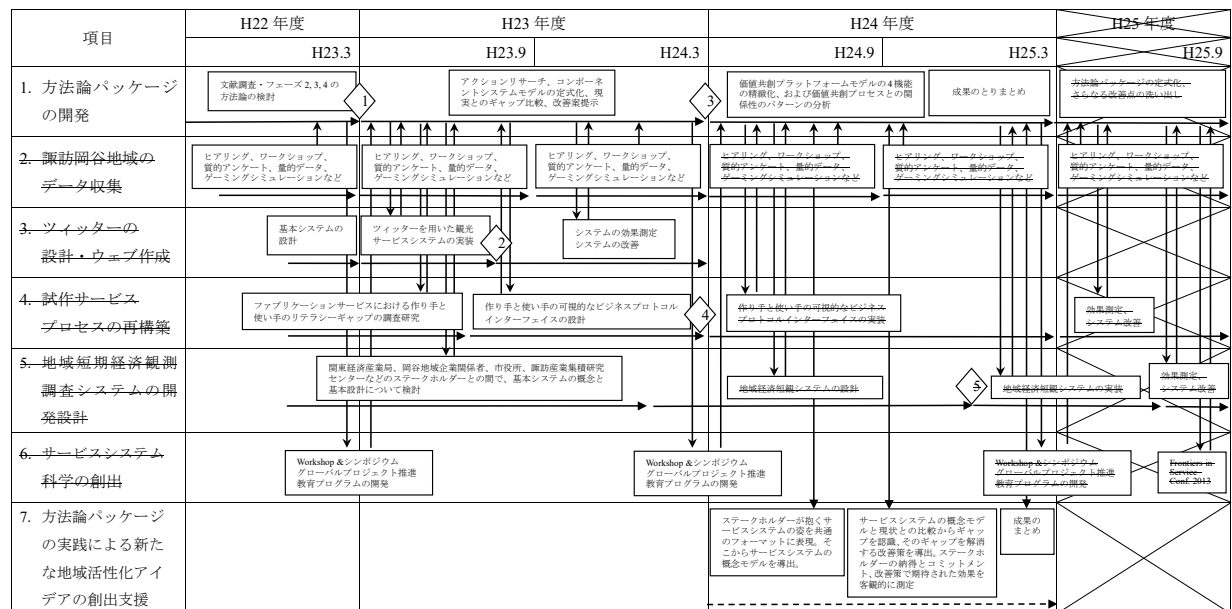 項目
H22 年度
H23 年度
H24 年度
H25 年度
H23.3
H23.9
H24.3
H24.9
H25.3
H25.9
1. 方法論パッケージ
の開発
文献調査・フェーズ 2, 3, 4 の
方法論の検討
1
アクションリサーチ、コンポーネ
ントシステムモデルの定式化、現
実とのギャップ比較、改善案提示
3
価値共創プラットフォームモデルの 4 機能
の精緻化、および価値共創プロセスとの関
係性のパターンの分析
成果のとりまとめ
方法論パッケージの定式化、
さらなる改善点の洗い出し
2. 諏訪岡谷地域の
データ収集
ヒアリング、ワークショップ、
質的アンケート、量的データ、
ゲーミングシミュレーションなど
ヒアリング、ワークショップ、
質的アンケート、量的データ、
ゲーミングシミュレーションなど
ヒアリング、ワークショップ、
質的アンケート、量的データ、
ゲーミングシミュレーションなど
ヒアリング、ワークショップ、
質的アンケート、量的データ、
ゲーミングシミュレーションなど
ヒアリング、ワークショップ、
質的アンケート、量的データ、
ゲーミングシミュレーションなど
ヒアリング、ワークショップ、
質的アンケート、量的データ、
ゲーミングシミュレーションなど
3. ツィッターの
設計・ウェブ作成
基本システムの
設計
ツィッターを用いた観光
サービスシステムの実装
2
システムの効果測定
システムの改善
4. 試作サービス
プロセスの再構築
ファブリケーションサービスにおける作り手と
使い手のリテラシーギャップの調査研究
作り手と使い手の可視的なビジネスプロトコル
インターフェイスの設計
4
作り手と使い手の可視的なビジネス
プロトコルインターフェイスの実装
効果測定、
システム改善
5. 地域短期経済観測
調査システムの開
発設計
関東経済産業局、岡谷地域企業関係者、市役所、諏訪産業集積研究
センターなどのステークホルダーとの間で、基本システムの概念と
基本設計について検討
地域経済短観システムの設計
5
地域経済短観システムの実装
効果測定、
システム改善
6. サービスシステム
科学の創出
Workshop &シンポジウム
グローバルプロジェクト推進
教育プログラムの開発
Workshop &シンポジウム
グローバルプロジェクト推進
教育プログラムの開発
Workshop &シンポジウム
グローバルプロジェクト推進
教育プログラムの開発
Frontiers in
Service
Conf. 2013
7. 方法論パッケージ
の実践による新た
な地域活性化アイ
デアの創出支援
ステークホルダーが抱くサ
ービスシステムの姿を共通
のフォーマットに表現。そ
こからサービスシステムの
概念モデルを導出。
サービスシステムの概念モデ
ルと現状との比較からギャッ
プを認識、そのギャップを解消
する改善策を導出。ステークホ
ルダーの納得とコミットメン
ト、改善策で期待された効果を
客観的に測定
成果の
まとめ